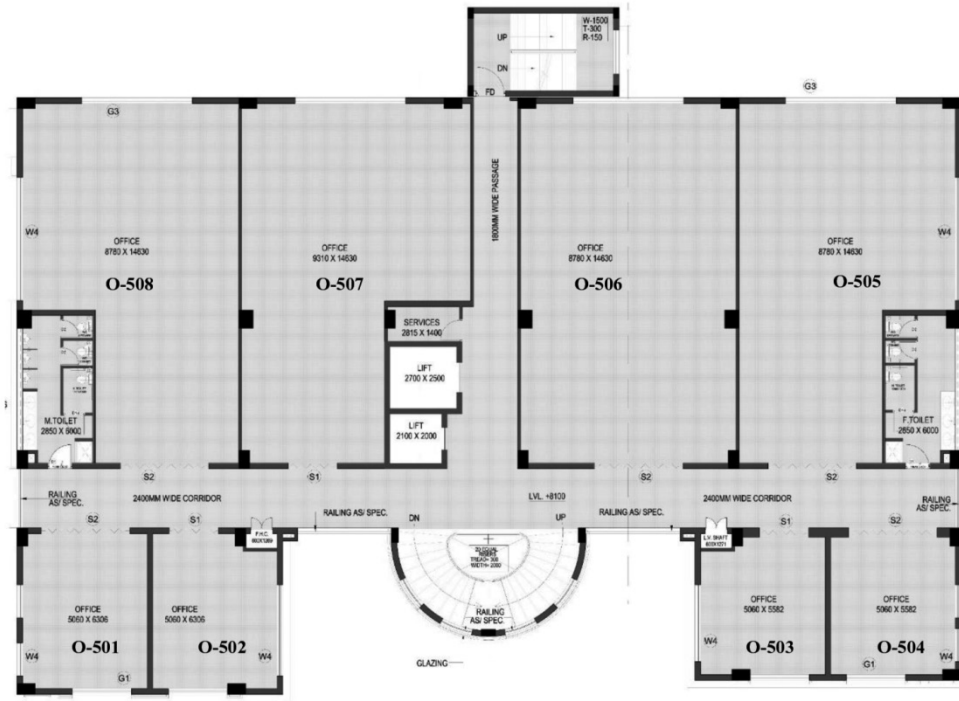 W-1500
T-300
R-150
UP
DN
FD
G3
G3
1800MM WIDE PASSAGE
W4
W4
OFFICE
8780 X 14630
O-508
OFFICE
9310 X 14630
O-507
OFFICE
8780 X 14630
O-506
OFFICE
8780 X 14630
O-505
SERVICES
2815 X 1400
LIFT
2700 X 2500
LIFT
2100 X 2000
M.TOILET
2850 X 6000
F.TOILET
2850 X 6000
S2
S1
S2
S2
RAILING
AS/ SPEC.
2400MM WIDE CORRIDOR
LVL. +8100
2400MM WIDE CORRIDOR
RAILING
AS/ SPEC.
RAILING AS/ SPEC.
RAILING AS/ SPEC.
S2
S1
DN
UP
S1
S2
F.H.C.
L.V. SHAFT
20 EQUAL
RISERS
RAILING
AS/ SPEC.
GLAZING
OFFICE
5060 X 6306
O-501
OFFICE
5060 X 6306
O-502
OFFICE
5060 X 5582
O-503
OFFICE
5060 X 5582
O-504
W4
W4
W4
W4
G1
G1